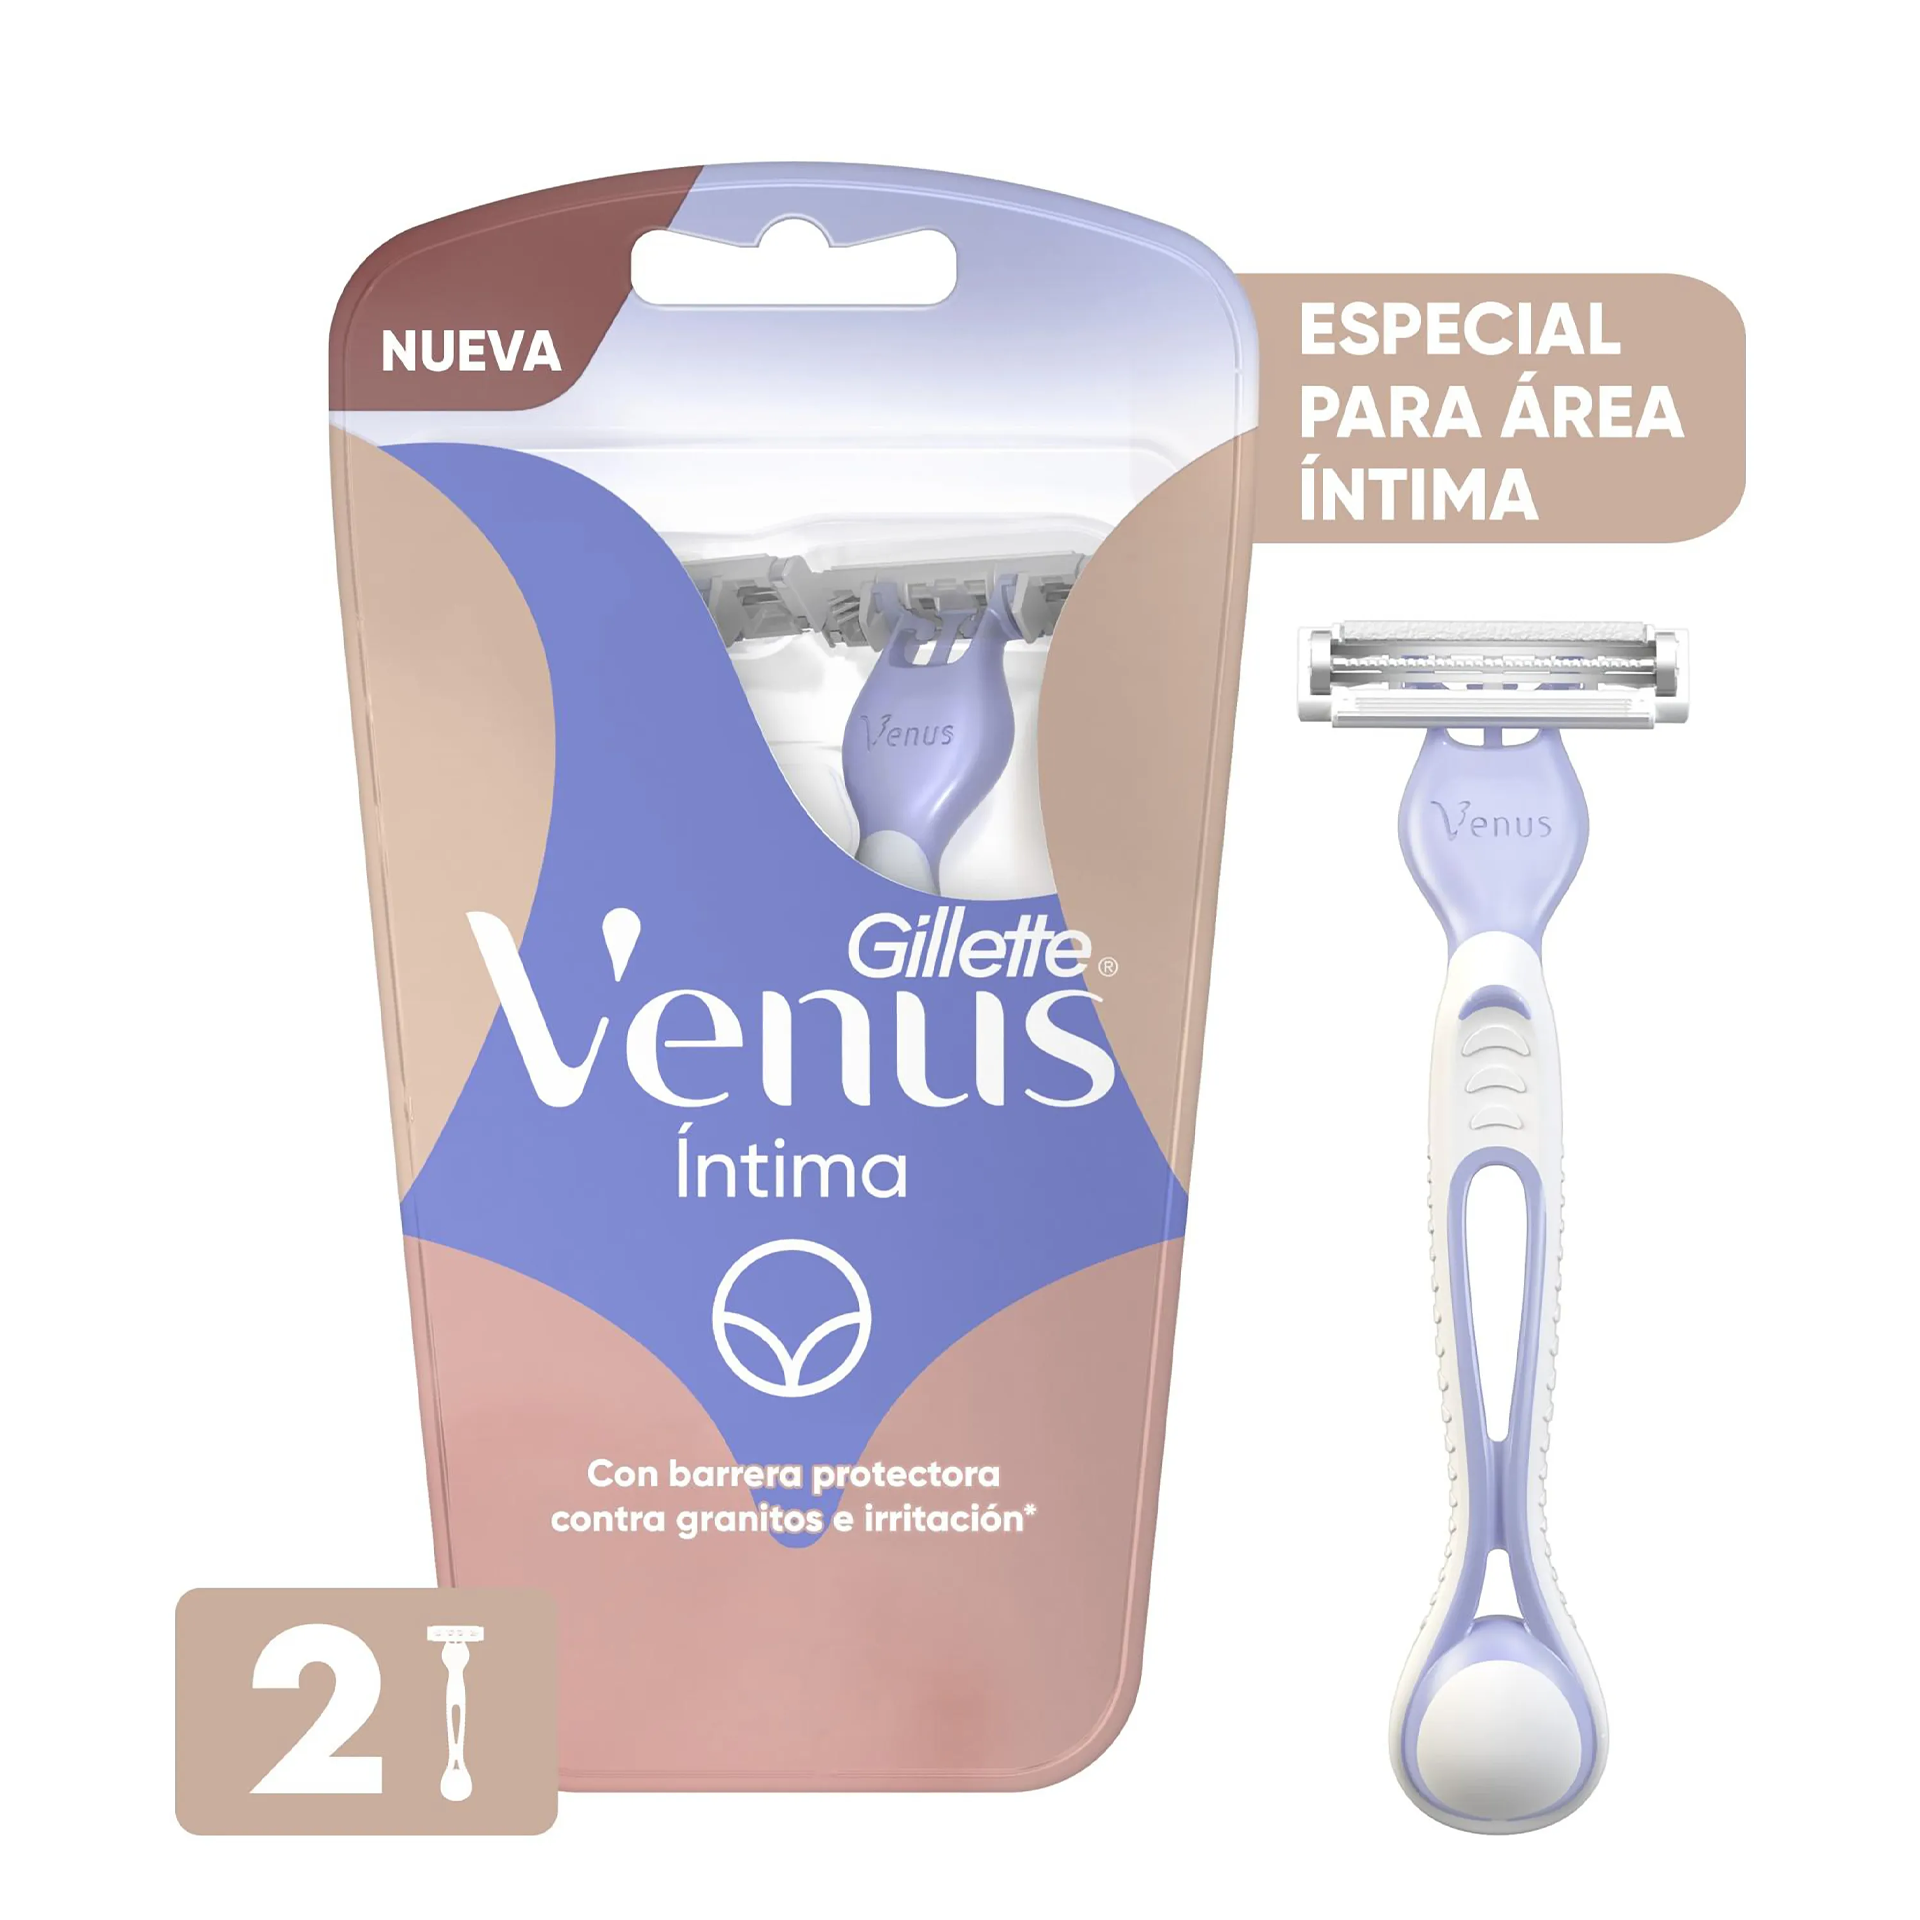 NUEVA
ESPECIAL
PARA ÁREA
ÍNTIMA
Venus
Gillette®
Venus
Íntima
Con barrera protectora
contra granitos e irritación*
2
Venus